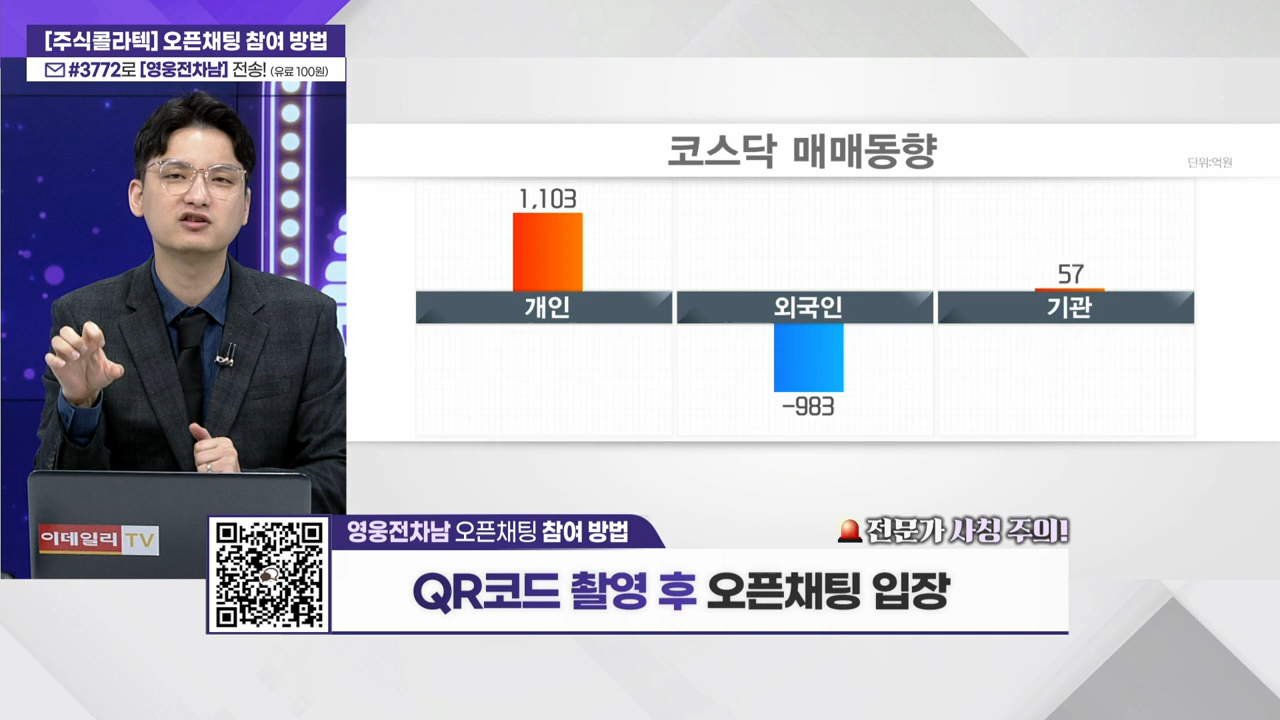 [주식콜라텍] 오픈채팅 참여 방법
#3772로 [영웅전차남] 전송! (유료 100원)
코스닥 매매동향
단위:억원
1,103
57
개인
외국인
기관
-983
이데일리TV
영웅전차남 오픈채팅 참여 방법
전문가 사칭 주의!
QR코드 촬영 후 오픈채팅 입장